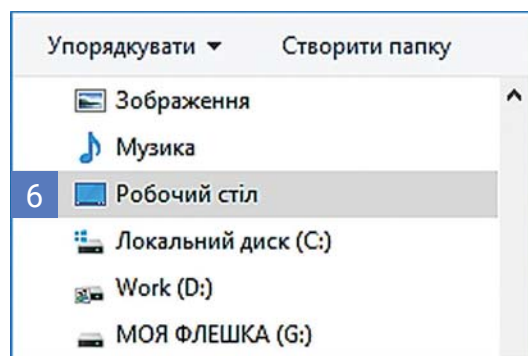 Упорядкувати Створити папку
Зображення
Музика
6 Робочий стіл
Локальний диск (C:)
Work (D:)
МОЯ ФЛЕШКА (G:)